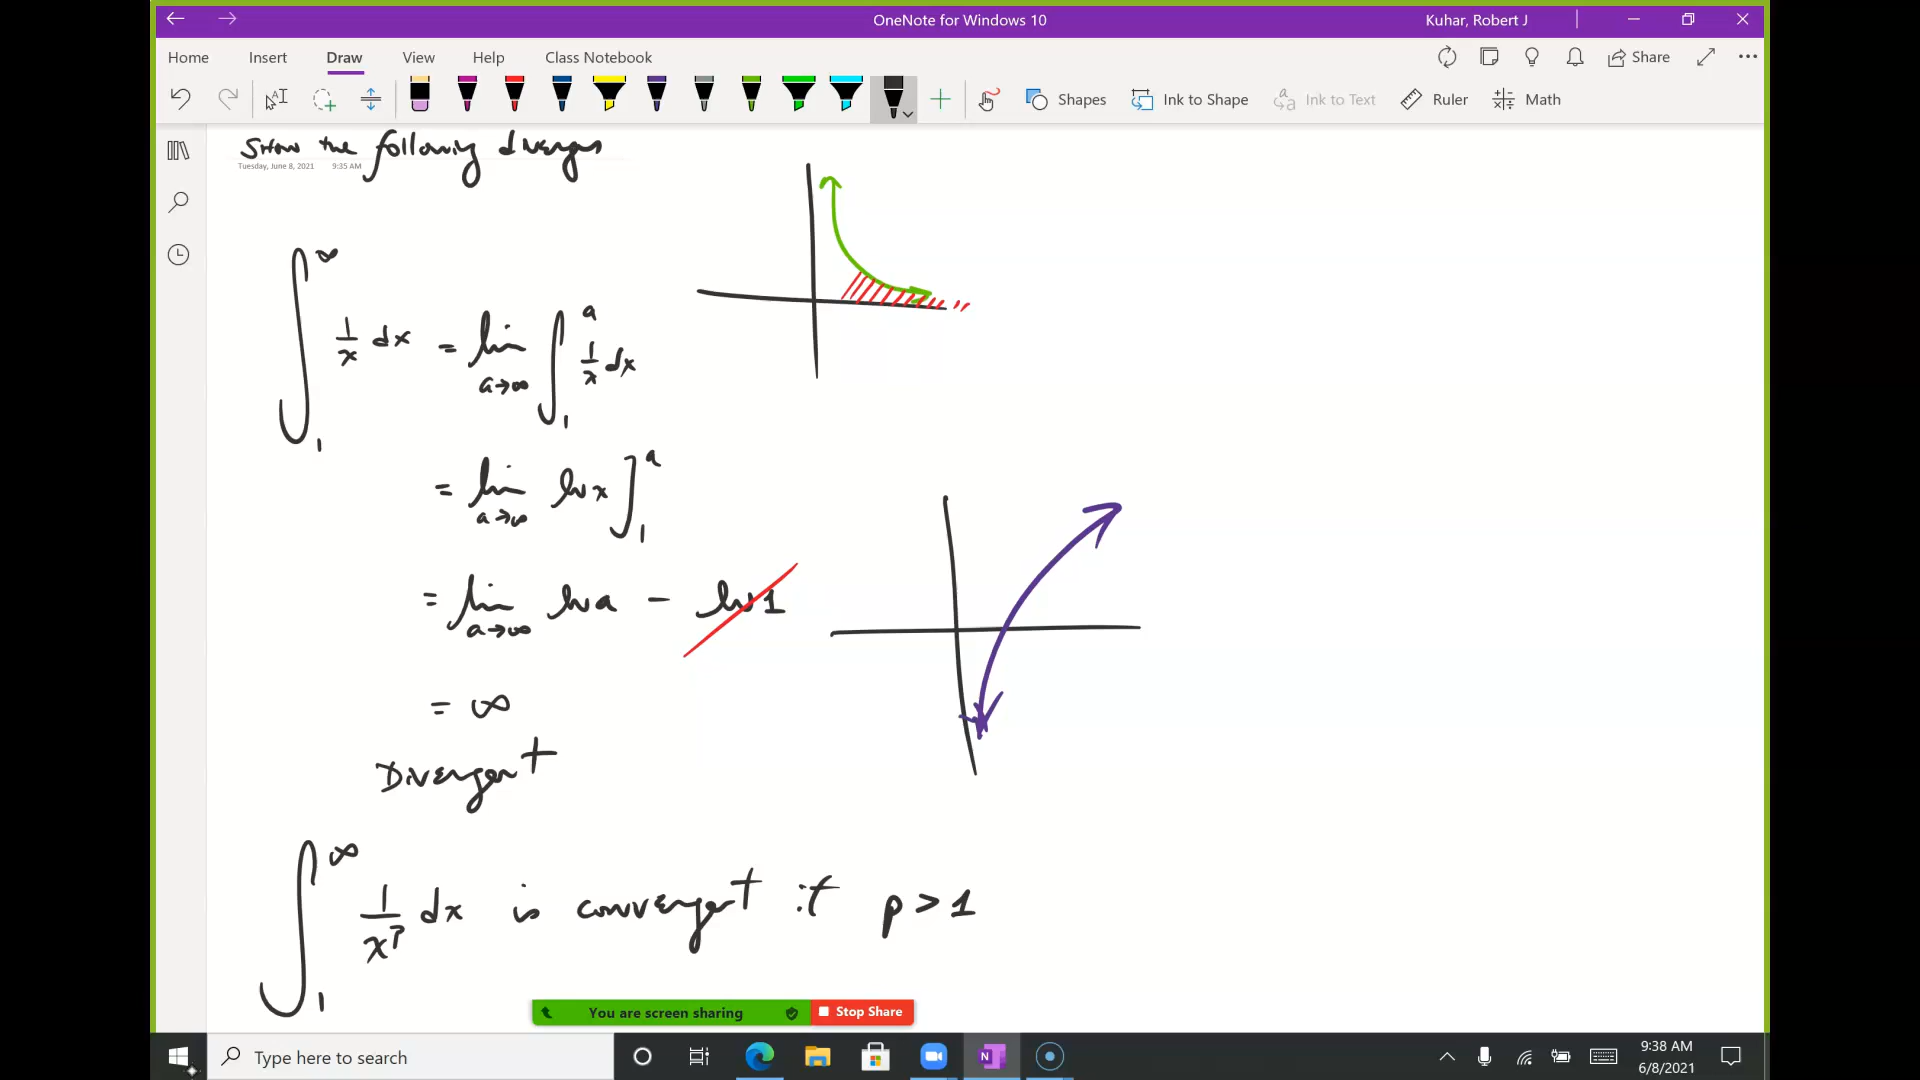 OneNote for Windows 10
Kuhar, Robert J
Home Insert Draw View Help Class Notebook
Share
Shapes Ink to Shape Ink to Text Ruler Math
Show the following diverges
Tuesday, June 8, 2021 9:35 AM
∫₁^∞ 1/x dx = lim a→∞ ∫₁^a 1/x dx
= lim a→∞ ln x ]₁^a
= lim a→∞ ln a - ln 1
= ∞
Divergent
∫₁^∞ 1/x^p dx is convergent if p > 1
You are screen sharing Stop Share
Type here to search
9:38 AM
6/8/2021